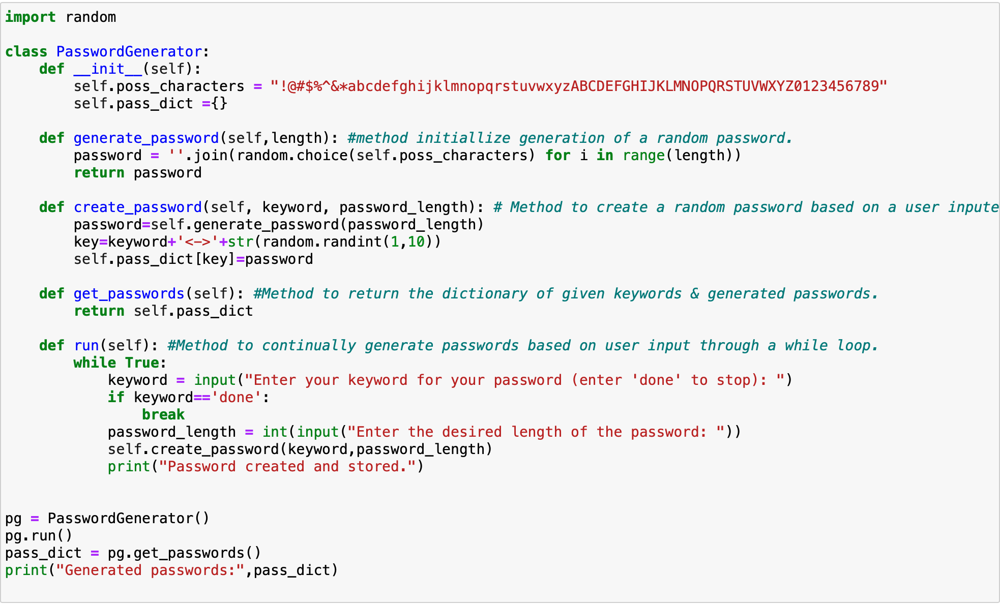 import random
class PasswordGenerator:
    def __init__(self):
        self.poss_characters = "!@#$%^&*abcdefghijklmnopqrstuvwxyzABCDEFGHIJKLMNOPQRSTUVWXYZ0123456789"
        self.pass_dict ={}
    def generate_password(self,length): #method initiallize generation of a random password.
        password = ''.join(random.choice(self.poss_characters) for i in range(length))
        return password
    def create_password(self, keyword, password_length): # Method to create a random password based on a user inpute
        password=self.generate_password(password_length)
        key=keyword+'<->'+str(random.randint(1,10))
        self.pass_dict[key]=password
    def get_passwords(self): #Method to return the dictionary of given keywords & generated passwords.
        return self.pass_dict
    def run(self): #Method to continually generate passwords based on user input through a while loop.
        while True:
            keyword = input("Enter your keyword for your password (enter 'done' to stop): ")
            if keyword=='done':
                break
            password_length = int(input("Enter the desired length of the password: "))
            self.create_password(keyword,password_length)
            print("Password created and stored.")
pg = PasswordGenerator()
pg.run()
pass_dict = pg.get_passwords()
print("Generated passwords:",pass_dict)